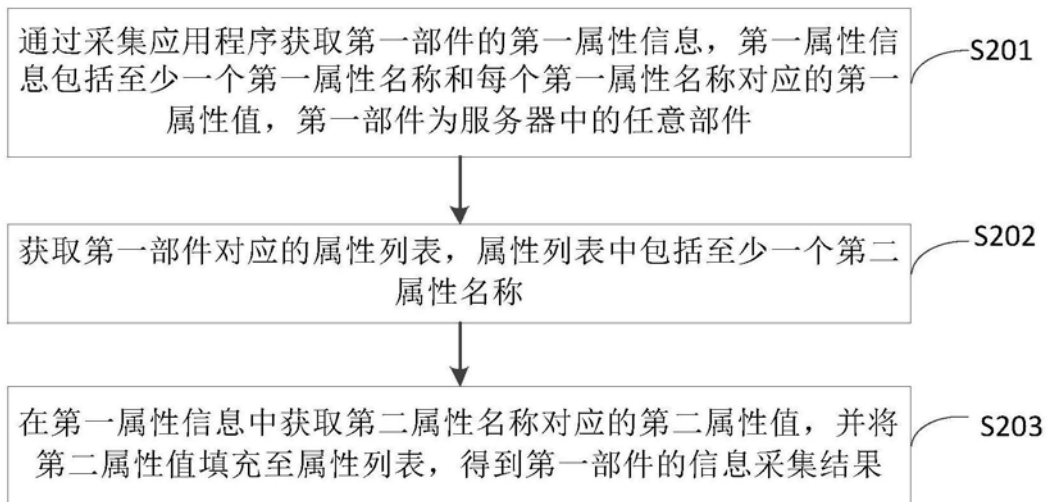 通过采集应用程序获取第一部件的第一属性信息，第一属性信
息包括至少一个第一属性名称和每个第一属性名称对应的第一
属性值，第一部件为服务器中的任意部件
S201
获取第一部件对应的属性列表，属性列表中包括至少一个第二
属性名称
S202
在第一属性信息中获取第二属性名称对应的第二属性值，并将
第二属性值填充至属性列表，得到第一部件的信息采集结果
S203